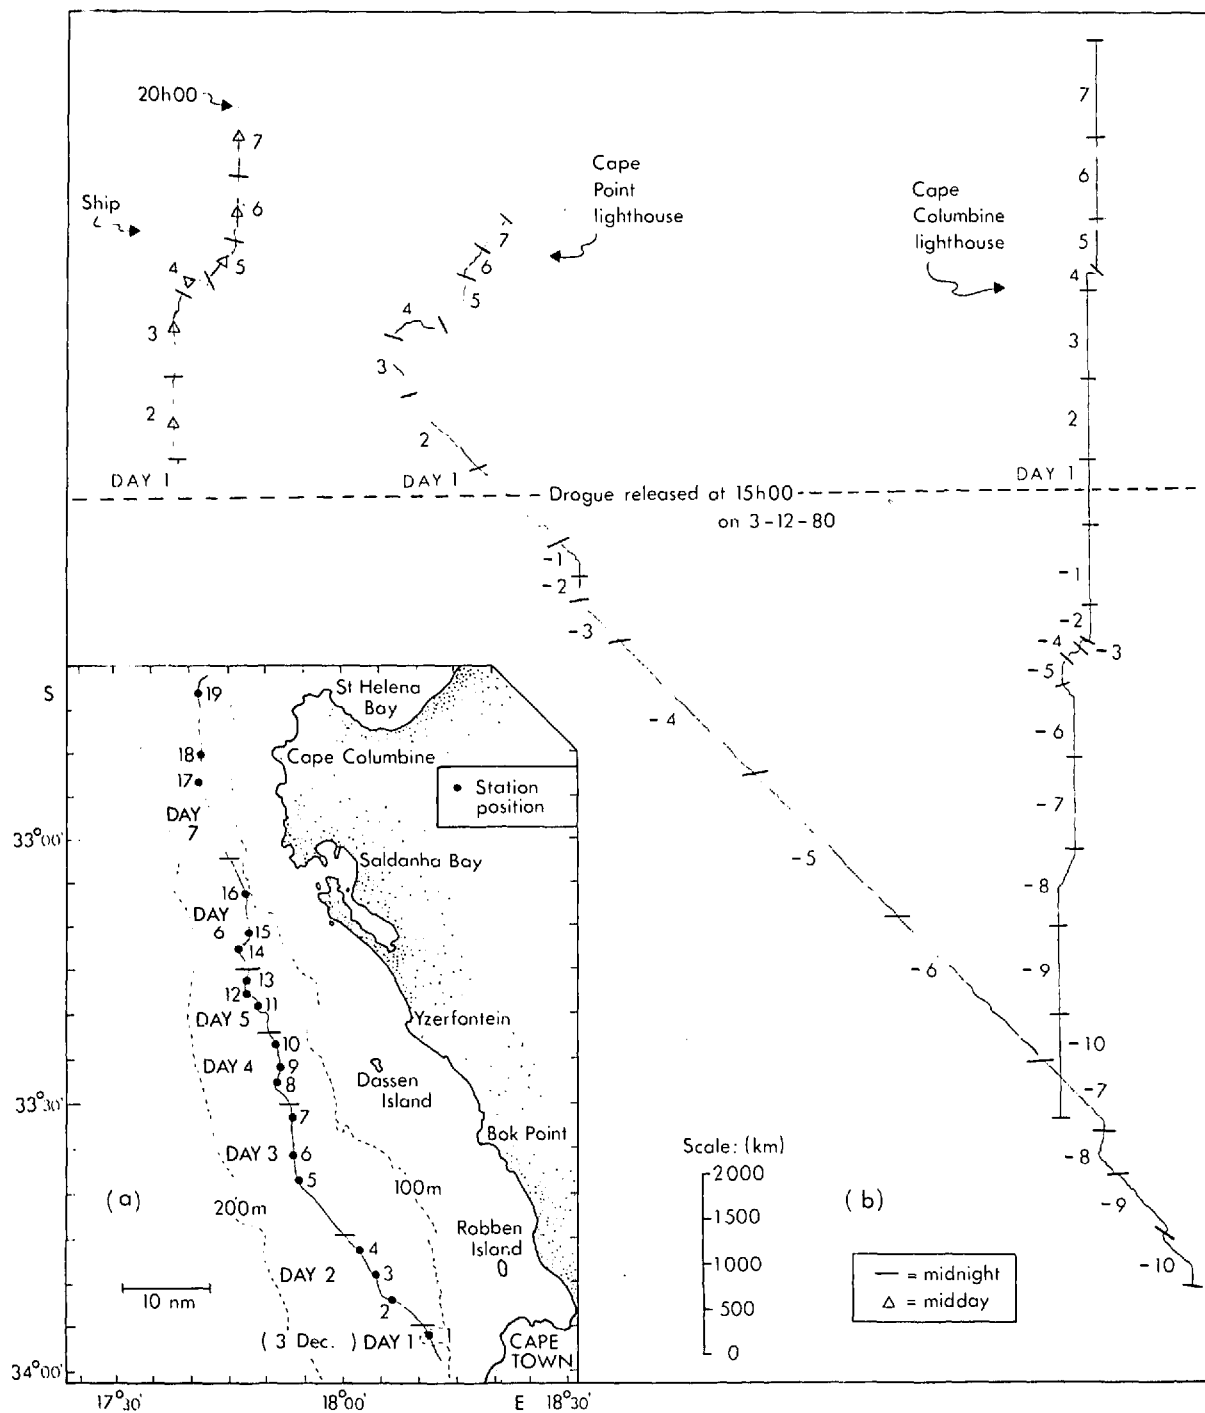 20h00
7
Ship
6
4
5
3
2
DAY 1
Cape
Point
lighthouse
7
6
5
4
3
2
DAY 1
Cape
Columbine
lighthouse
7
6
5
4
3
2
DAY 1
Drogue released at 15h00
on 3-12-80
-1
-2
-3
-4
-5
-6
-7
-8
-9
-10
-1
-2
-3
-4
-5
-6
-7
-8
-9
-10
S
St Helena
Bay
Cape Columbine
• Station
position
Saldanha Bay
Yzerfontein
Dassen
Island
Bok Point
Robben
Island
CAPE
TOWN
19
18
17
DAY
7
16
DAY
6
15
14
13
12
11
DAY 5
10
DAY 4
9
8
7
DAY 3
6
5
100m
200m
(a)
4
DAY 2
3
2
(3 Dec. ) DAY 1
10 nm
33°00'
33°30'
34°00'
17°30'
18°00'
E
18°30'
Scale: (km)
2000
1500
1000
500
0
(b)
— = midnight
△ = midday